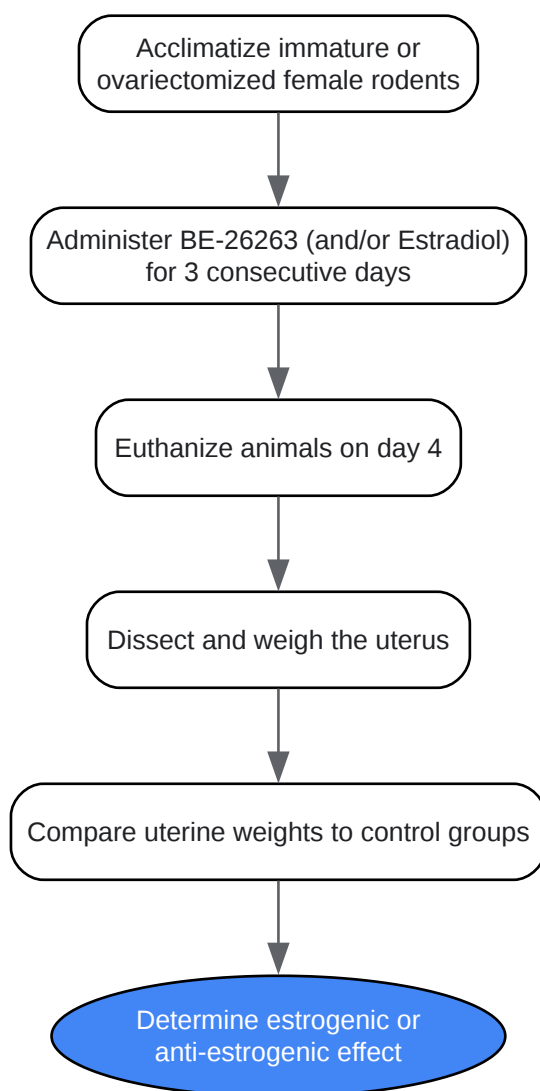 Acclimatize immature or
ovariectomized female rodents
Administer BE-26263 (and/or Estradiol)
for 3 consecutive days
Euthanize animals on day 4
Dissect and weigh the uterus
Compare uterine weights to control groups
Determine estrogenic or
anti-estrogenic effect